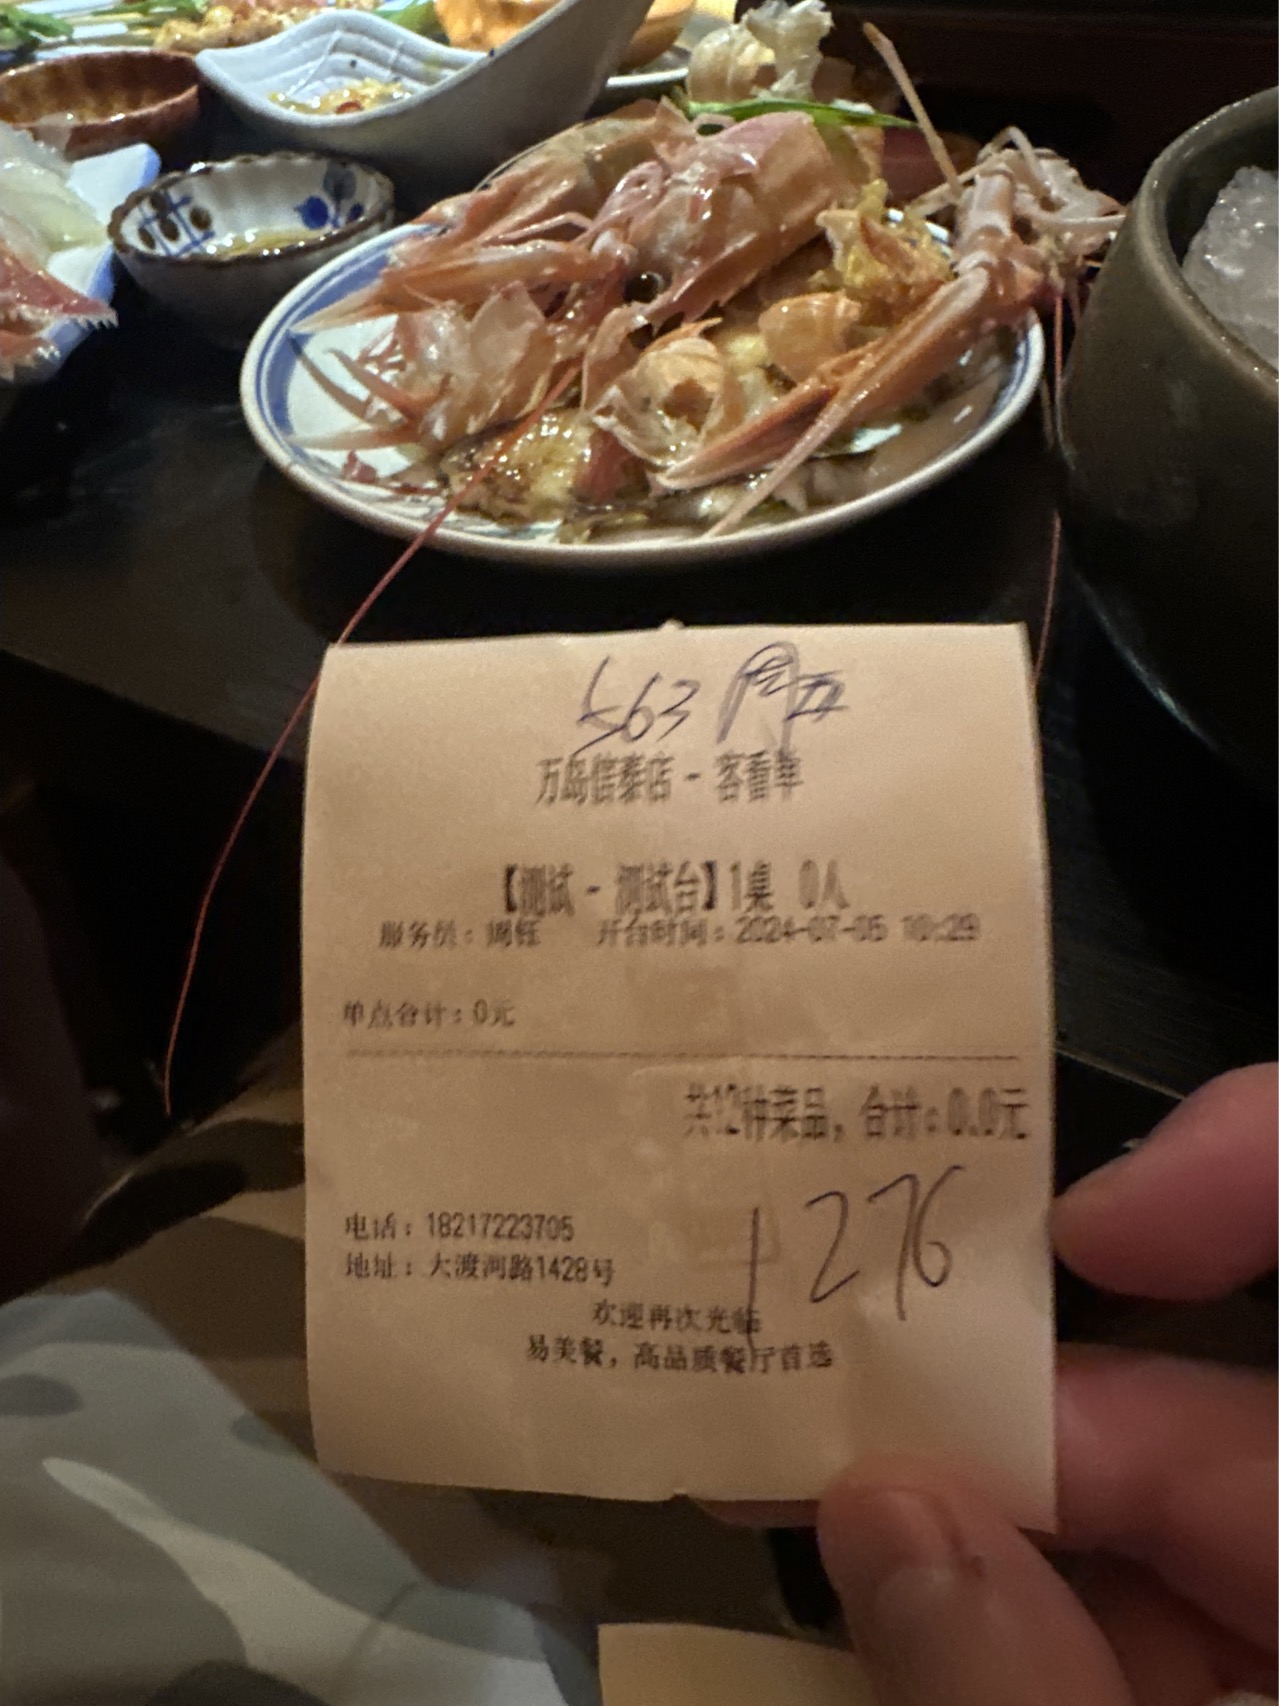 563
万岛信泰店 - 客看单
【测试 - 测试台】1桌 0人
服务员：周钰 开台时间：2024-07-05 10:29
单点合计：0元
共12种菜品，合计：0.0元
1276
电话：18217223705
地址：大渡河路1428号
欢迎再次光临
易美餐，高品质餐厅首选